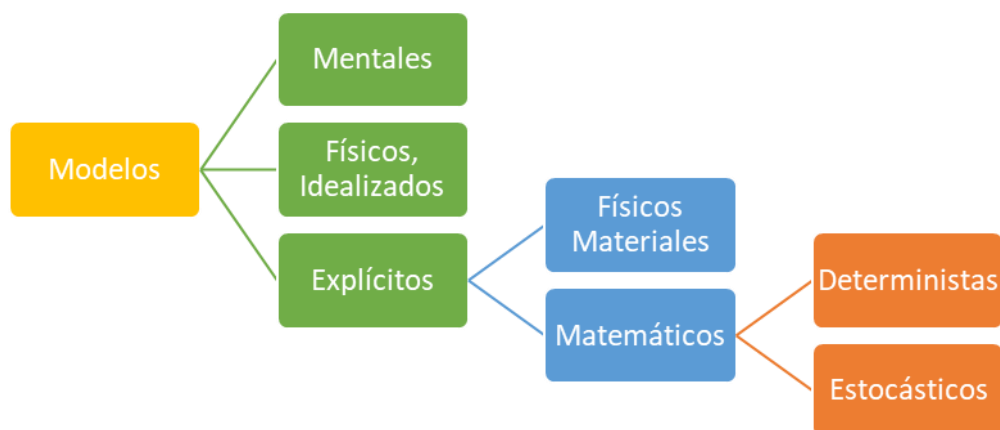 Modelos
Mentales
Físicos,
Idealizados
Explícitos
Físicos
Materiales
Matemáticos
Deterministas
Estocásticos